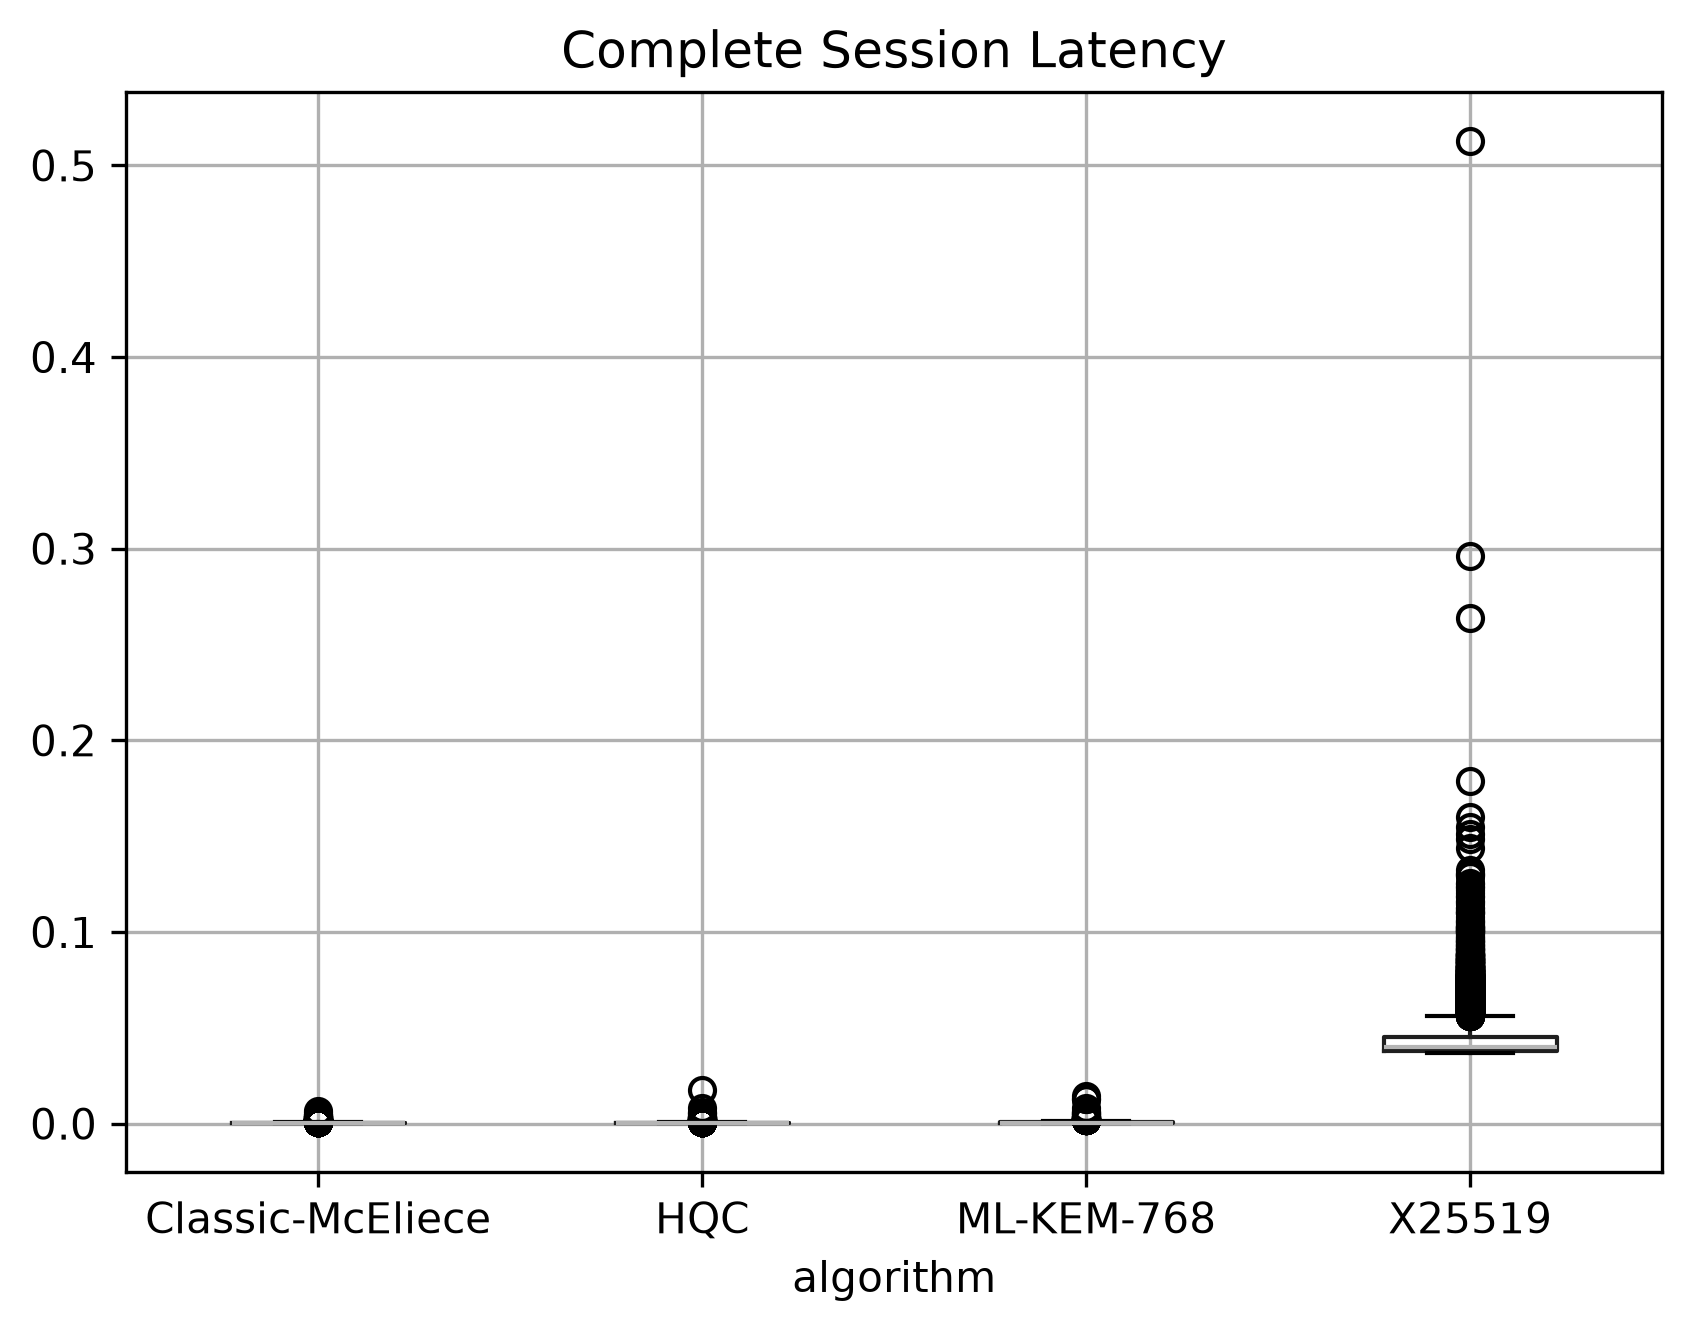 Complete Session Latency
0.5
0.4
0.3
0.2
0.1
0.0
Classic-McEliece HQC ML-KEM-768 X25519
algorithm